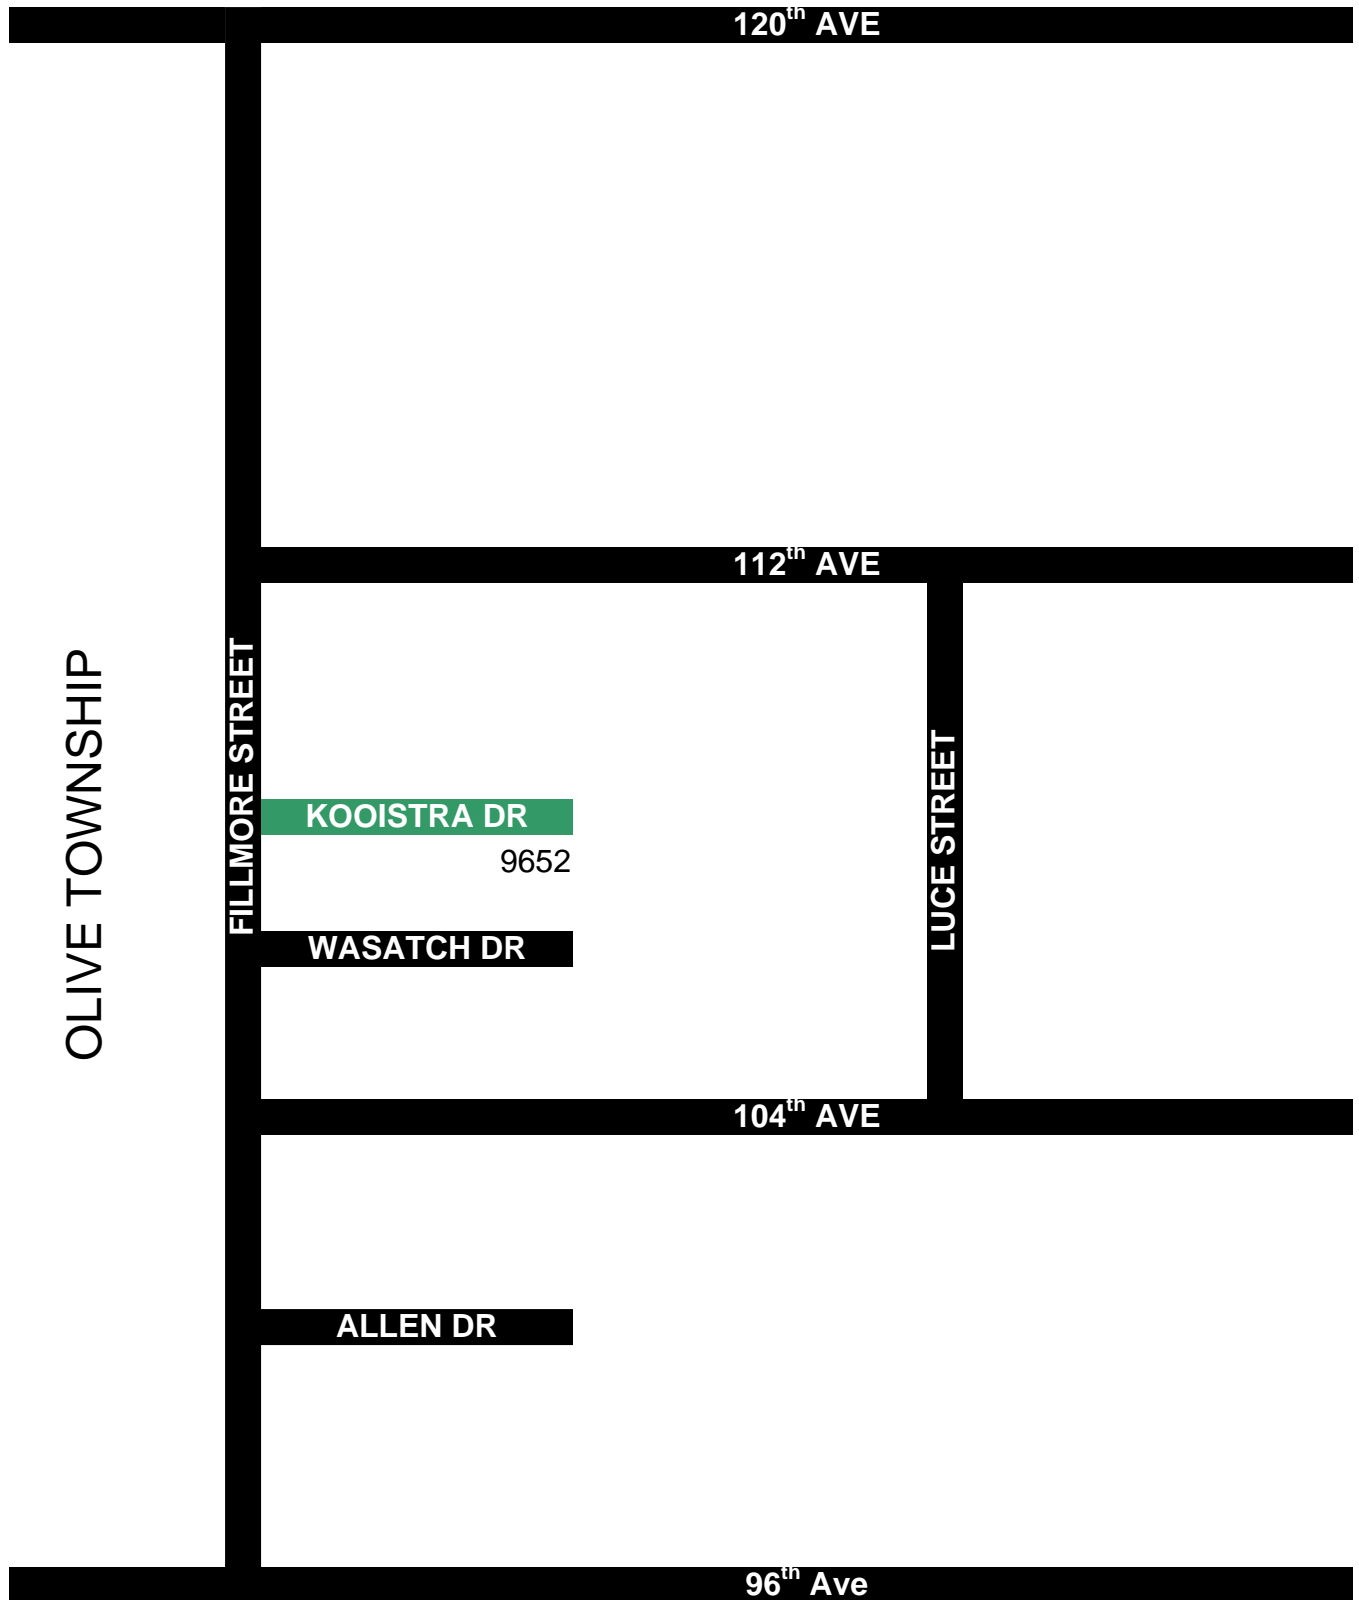 120th AVE
112th AVE
OLIVE TOWNSHIP
FILLMORE STREET
LUCE STREET
KOOISTRA DR
9652
WASATCH DR
104th AVE
ALLEN DR
96th Ave